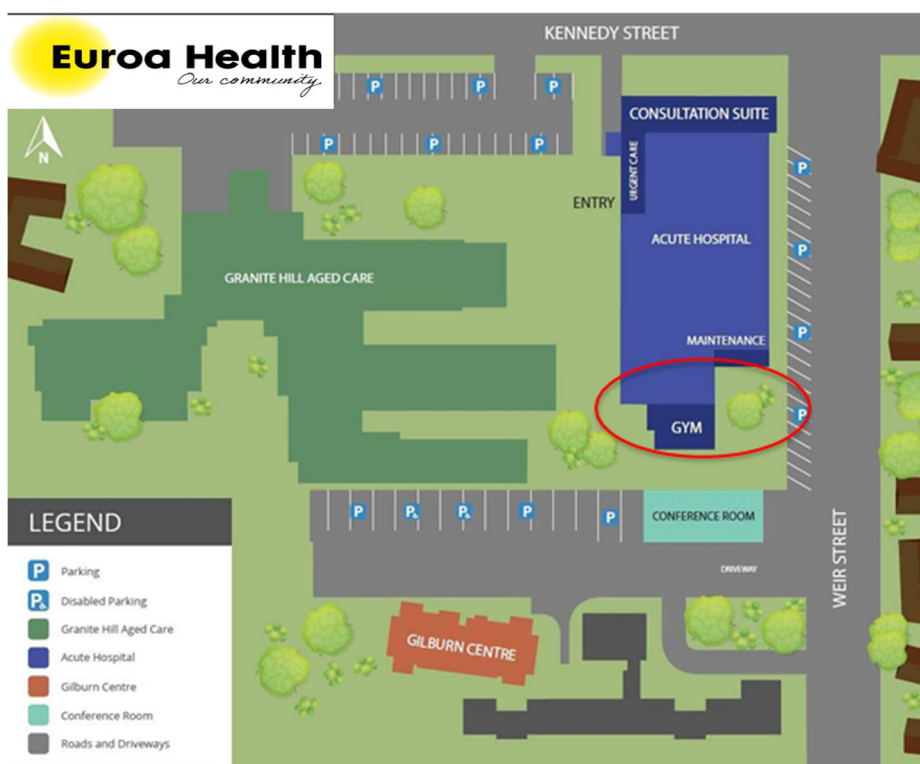 Euroa Health
Our community
KENNEDY STREET
P P P
P P P
N
CONSULTATION SUITE
URGENT CARE
P
ENTRY
ACUTE HOSPITAL
P
GRANITE HILL AGED CARE
P
MAINTENANCE
P
GYM
P P P P P
CONFERENCE ROOM
DRIVEWAY
WEIR STREET
GILBURN CENTRE
LEGEND
P Parking
P Disabled Parking
Granite Hill Aged Care
Acute Hospital
Gilburn Centre
Conference Room
Roads and Driveways